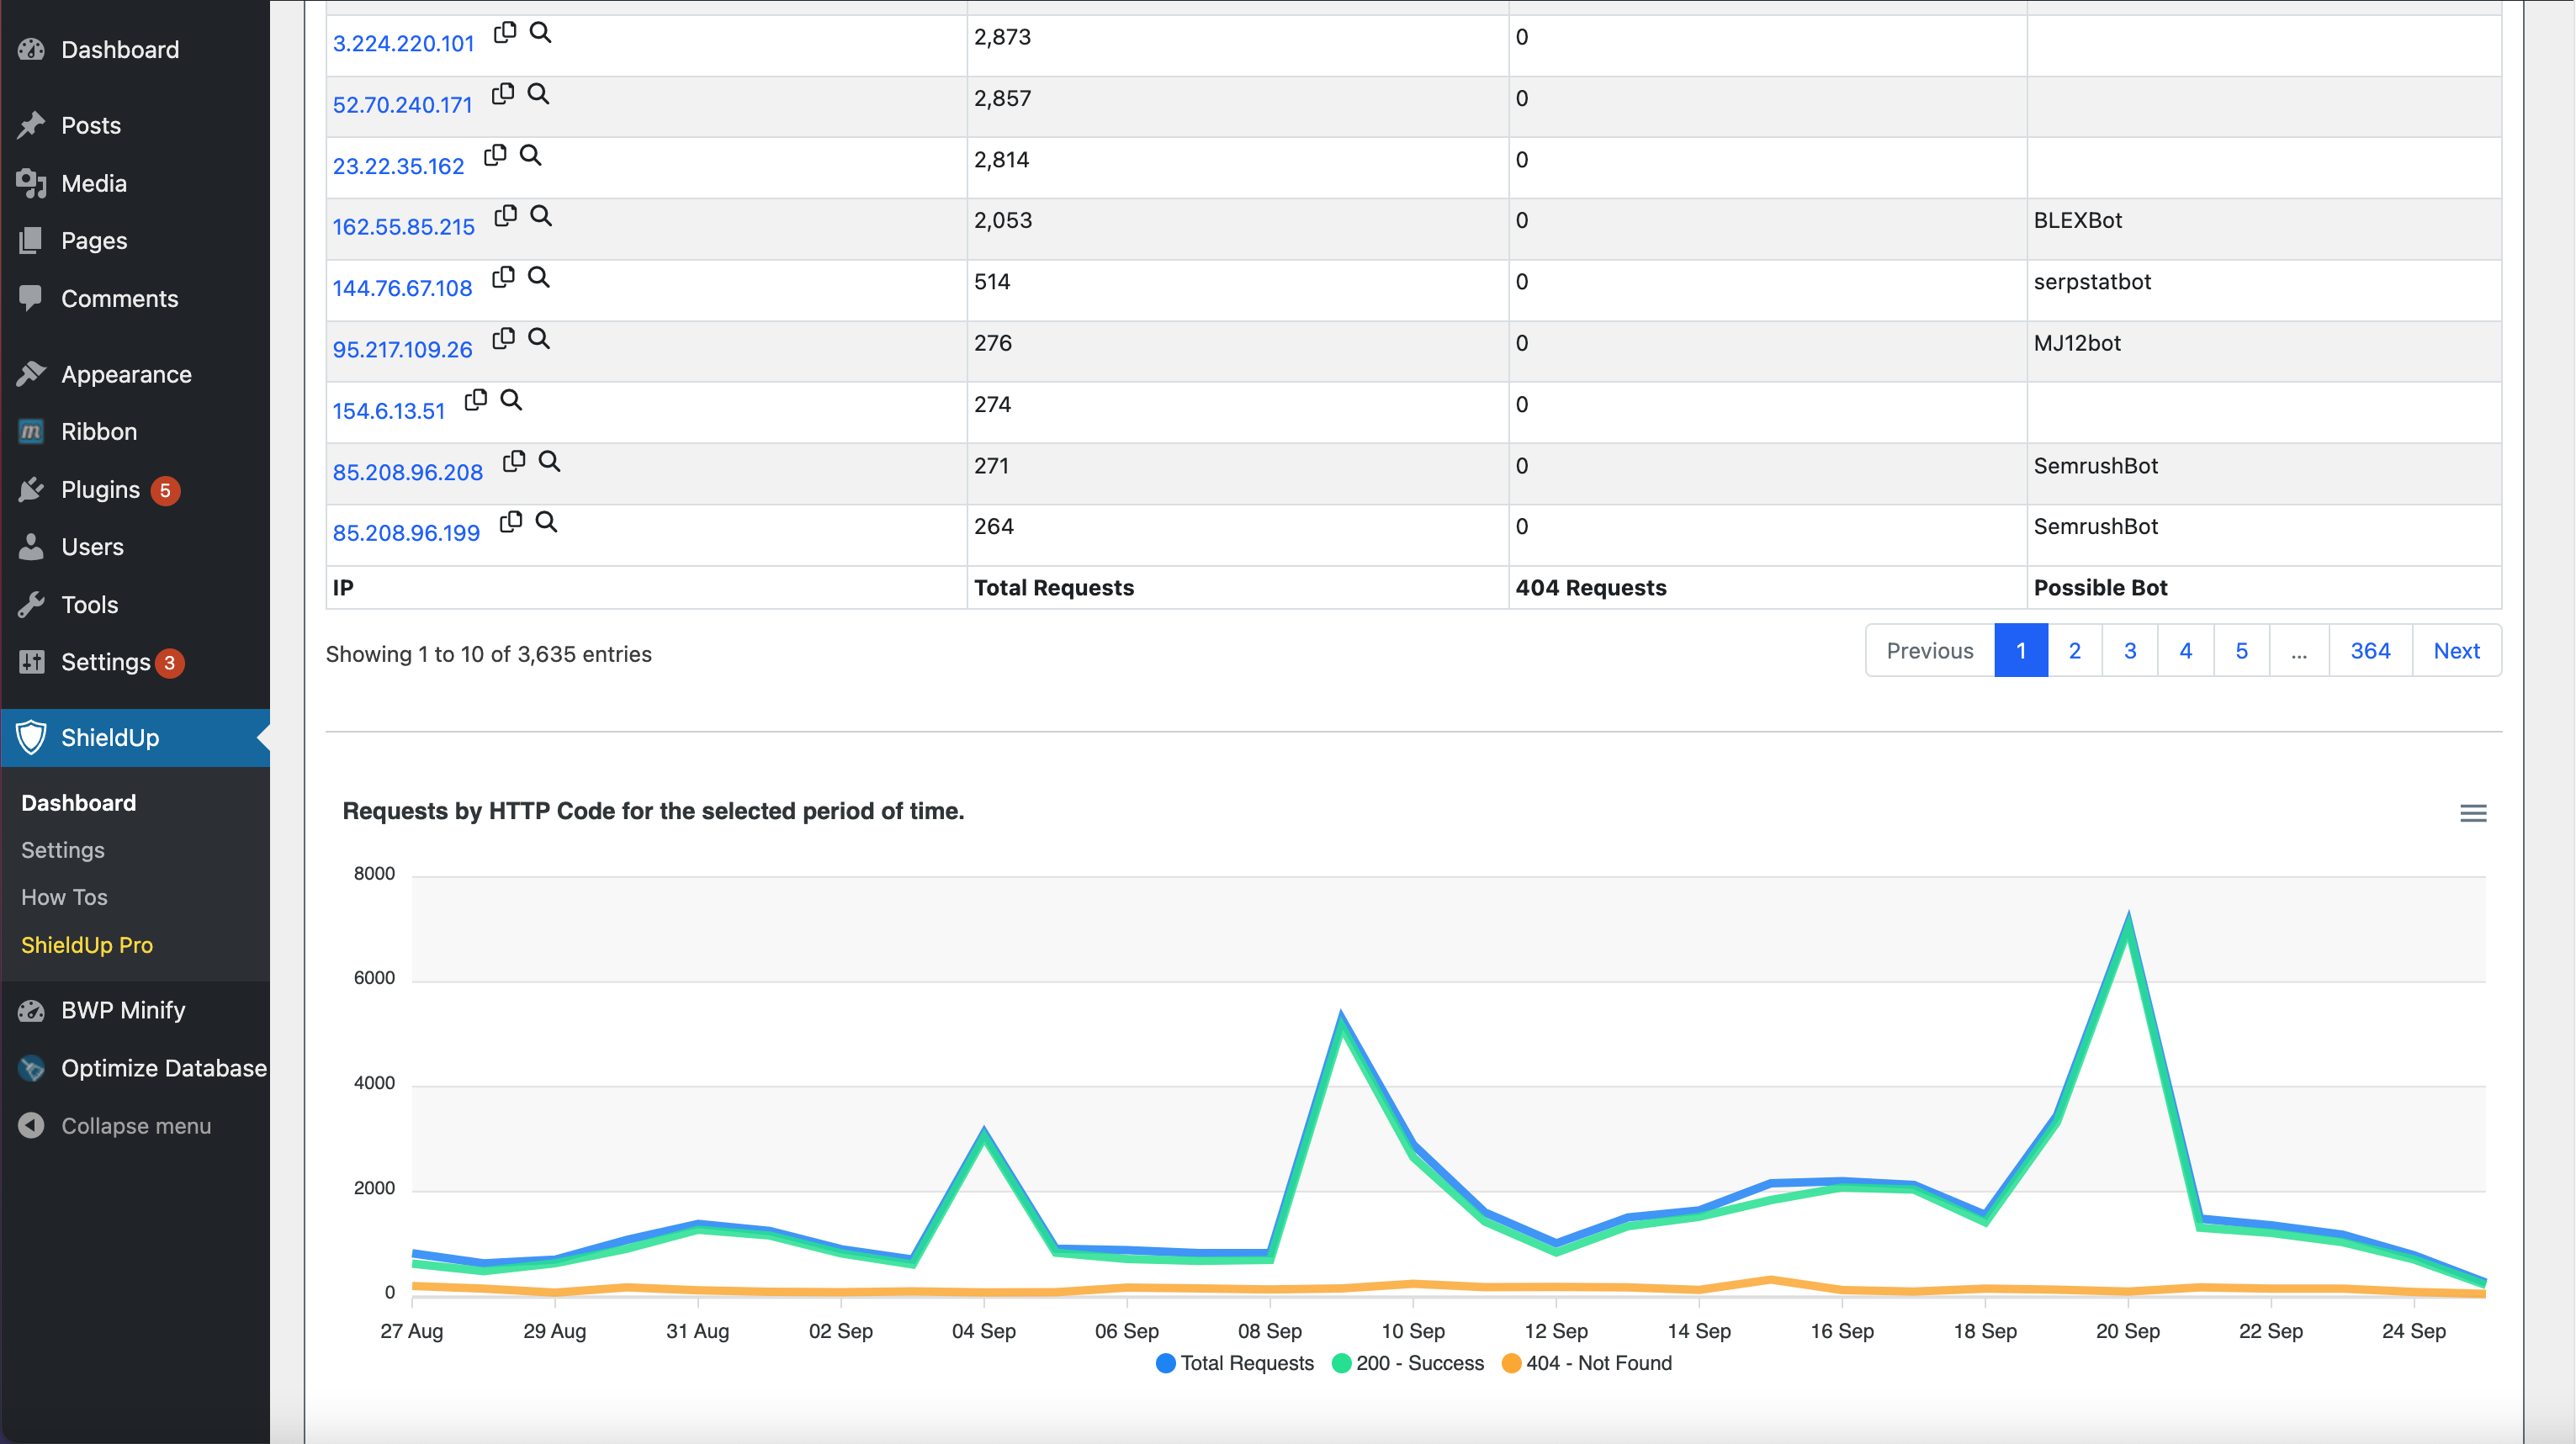 Dashboard
Posts
Media
Pages
Comments
Appearance
Ribbon
Plugins 5
Users
Tools
Settings 3
ShieldUp
Dashboard
Settings
How Tos
ShieldUp Pro
BWP Minify
Optimize Database
Collapse menu
3.224.220.101 2,873 0
52.70.240.171 2,857 0
23.22.35.162 2,814 0
162.55.85.215 2,053 0 BLEXBot
144.76.67.108 514 0 serpstatbot
95.217.109.26 276 0 MJ12bot
154.6.13.51 274 0
85.208.96.208 271 0 SemrushBot
85.208.96.199 264 0 SemrushBot
IP Total Requests 404 Requests Possible Bot
Showing 1 to 10 of 3,635 entries Previous 1 2 3 4 5 ... 364 Next
Requests by HTTP Code for the selected period of time.
8000
6000
4000
2000
0
27 Aug 29 Aug 31 Aug 02 Sep 04 Sep 06 Sep 08 Sep 10 Sep 12 Sep 14 Sep 16 Sep 18 Sep 20 Sep 22 Sep 24 Sep
Total Requests 200 - Success 404 - Not Found